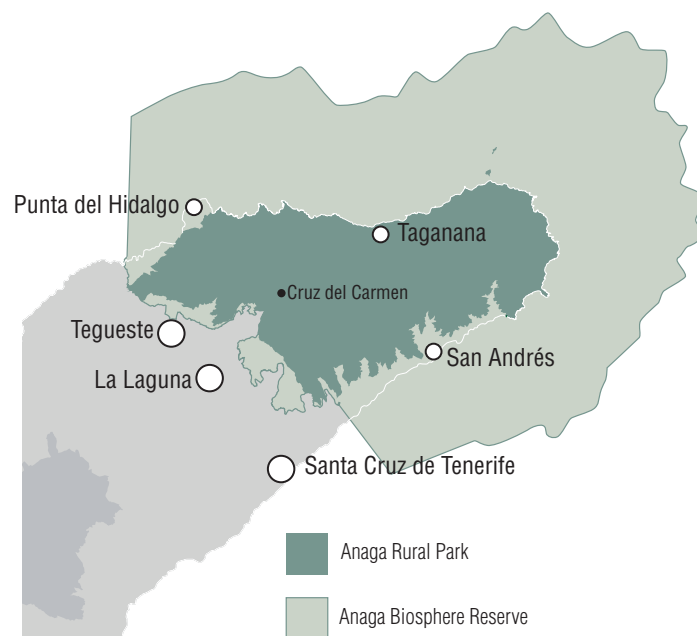 Punta del Hidalgo
Taganana
Cruz del Carmen
Tegueste
San Andrés
La Laguna
Santa Cruz de Tenerife
Anaga Rural Park
Anaga Biosphere Reserve